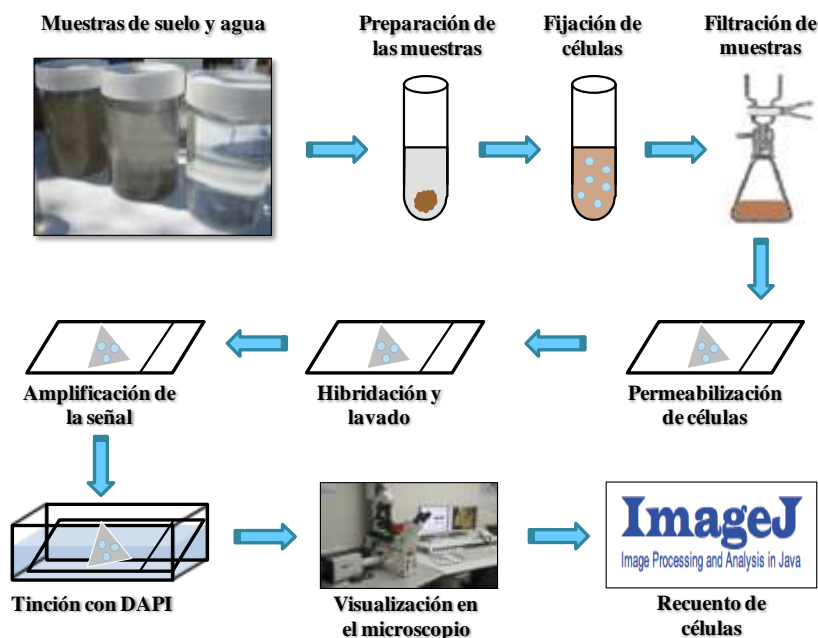 Muestras de suelo y agua
Preparación de
las muestras
Fijación de
células
Filtración de
muestras
Amplificación de
la señal
Hibridación y
lavado
Permeabilización
de células
Tinción con DAPI
Visualización en
el microscopio
ImageJ
Image Processing and Analysis in Java
Recuento de
células